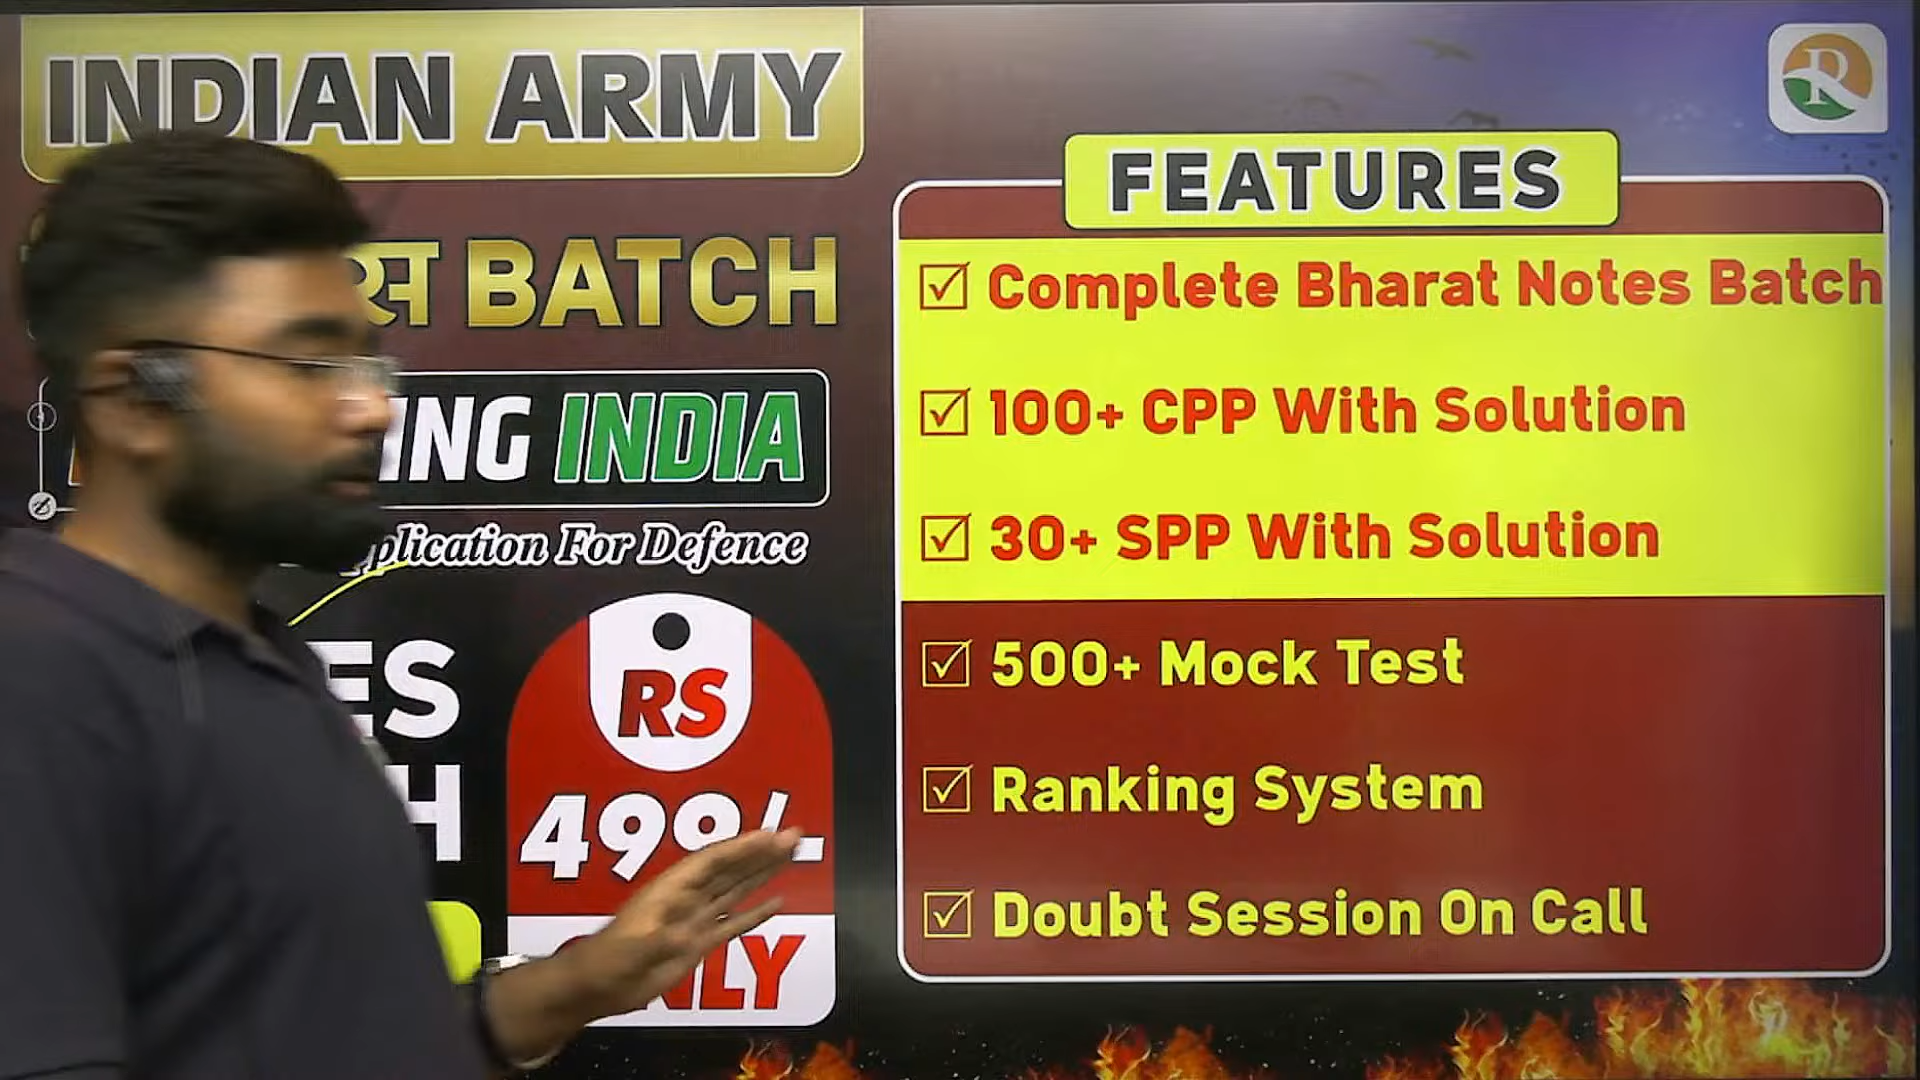 INDIAN ARMY
BATCH
INDIA
For Defence
RS
499/-
FEATURES
Complete Bharat Notes Batch
100+ CPP With Solution
30+ SPP With Solution
500+ Mock Test
Ranking System
Doubt Session On Call